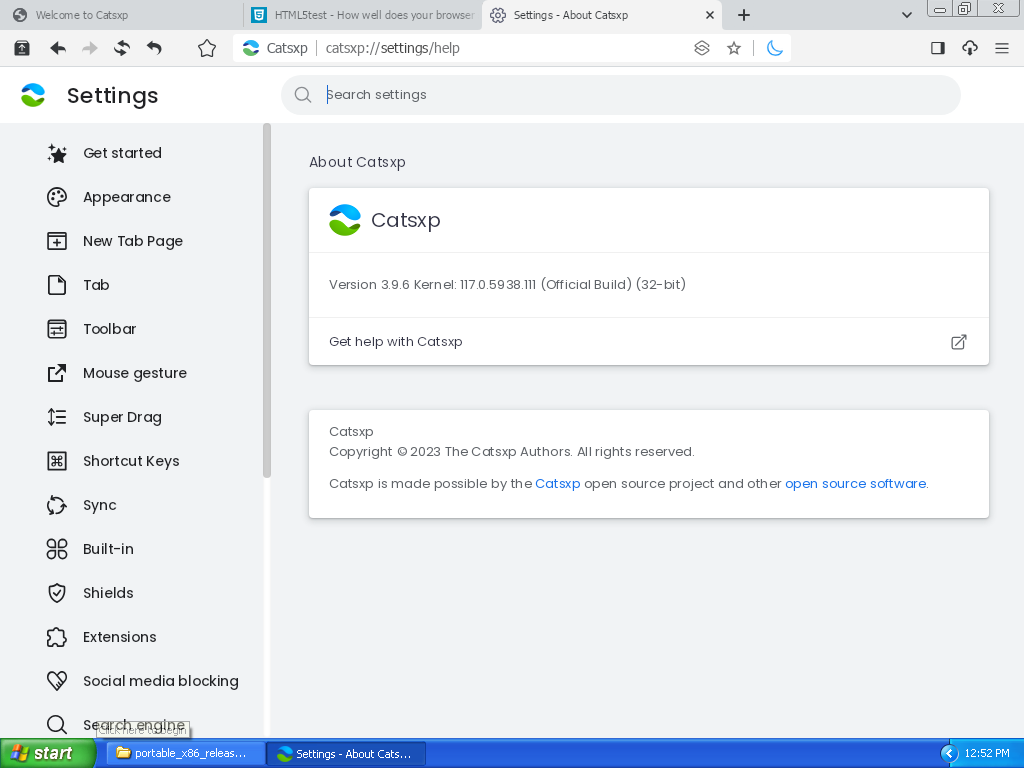 Welcome to Catsxp
HTML5test - How well does your browser
Settings - About Catsxp
Catsxp
catsxp://settings/help
Settings
Search settings
Get started
Appearance
New Tab Page
Tab
Toolbar
Mouse gesture
Super Drag
Shortcut Keys
Sync
Built-in
Shields
Extensions
Social media blocking
Search engine
About Catsxp
Catsxp
Version 3.9.6 Kernel: 117.0.5938.111 (Official Build) (32-bit)
Get help with Catsxp
Catsxp
Copyright © 2023 The Catsxp Authors. All rights reserved.
Catsxp is made possible by the Catsxp open source project and other open source software.
Click here to begin
start
portable_x86_releas...
Settings - About Cats...
12:52 PM